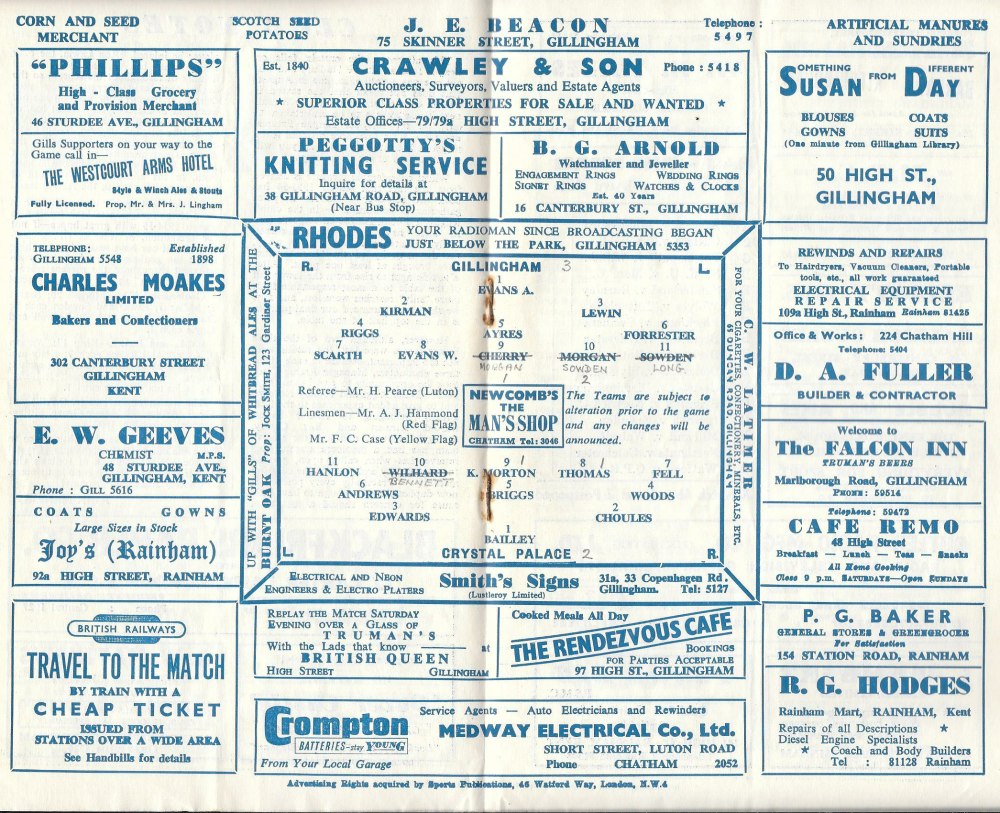 CORN AND SEED
MERCHANT
SCOTCH SEED
POTATOES
J. E. BEACON
75 SKINNER STREET, GILLINGHAM
Telephone :
5497
ARTIFICIAL MANURES
AND SUNDRIES
"PHILLIPS"
High - Class Grocery
and Provision Merchant
46 STURDEE AVE., GILLINGHAM
Gills Supporters on your way to the
Game call in—
THE WESTCOURT ARMS HOTEL
Style & Winch Ales & Stouts
Fully Licensed. Prop. Mr. & Mrs. J. Lingham
Est. 1840
CRAWLEY & SON
Phone : 5418
Auctioneers, Surveyors, Valuers and Estate Agents
★ SUPERIOR CLASS PROPERTIES FOR SALE AND WANTED ★
Estate Offices—79/79a HIGH STREET, GILLINGHAM
PEGGOTTY'S
KNITTING SERVICE
Inquire for details at
38 GILLINGHAM ROAD, GILLINGHAM
(Near Bus Stop)
B. G. ARNOLD
Watchmaker and Jeweller
ENGAGEMENT RINGS WEDDING RINGS
SIGNET RINGS WATCHES & CLOCKS
Est. 60 Years
16 CANTERBURY ST., GILLINGHAM
SOMETHING FROM DIFFERENT
SUSAN DAY
BLOUSES COATS
GOWNS SUITS
(One minute from Gillingham Library)
50 HIGH ST.,
GILLINGHAM
TELEPHONE: Established
GILLINGHAM 5548 1898
CHARLES MOAKES
LIMITED
Bakers and Confectioners
302 CANTERBURY STREET
GILLINGHAM
KENT
RHODES
YOUR RADIOMAN SINCE BROADCASTING BEGAN
JUST BELOW THE PARK, GILLINGHAM 5353
UP WITH "GILLS" OF WHITBREAD ALES AT THE
BURNT OAK Prop: Jock Smith, 123 Gardiner Street
R. GILLINGHAM 3 L
1
EVANS A.
2 3
KIRMAN LEWIN
4 5 6
RIGGS AYRES FORRESTER
7 8 9 10 11
SCARTH EVANS W. CHERRY MORGAN SOWDEN
MORGAN SOWDEN LONG
1 2
Referee—Mr. H. Pearce (Luton)
Linesmen—Mr. A. J. Hammond
(Red Flag)
Mr. F. C. Case (Yellow Flag)
NEWCOMB'S
THE
MAN'S SHOP
CHATHAM Tel: 3046
The Teams are subject to
alteration prior to the game
and any changes will be
announced.
11 10 9 1 8 1 7
HANLON WILHARD K. MORTON THOMAS FELL
BENNETT
6 5 4
ANDREWS BRIGGS WOODS
3 2
EDWARDS CHOULES
1
BAILLEY
L. CRYSTAL PALACE 2 R.
C. W. LATIMER
FOR YOUR CIGARETTES, CONFECTIONERY, MINERALS, ETC.
65 DUNCAN ROAD, GILLINGHAM
ELECTRICAL AND NEON
ENGINEERS & ELECTRO PLATERS
Smith's Signs
(Lustleroy Limited)
31a, 33 Copenhagen Rd.
Gillingham. Tel: 5127
REWINDS AND REPAIRS
To Hairdryers, Vacuum Cleaners, Portable
tools, etc., all work guaranteed
ELECTRICAL EQUIPMENT
REPAIR SERVICE
109a High St., Rainham Rainham 81425
Office & Works: 224 Chatham Hill
Telephone: 5404
D. A. FULLER
BUILDER & CONTRACTOR
E. W. GEEVES
CHEMIST M.P.S.
48 STURDEE AVE.,
GILLINGHAM, KENT
Phone : GILL 5616
COATS GOWNS
Large Sizes in Stock
Joy's (Rainham)
92a HIGH STREET, RAINHAM
Welcome to
The FALCON INN
TRUMAN'S BEERS
Marlborough Road, GILLINGHAM
PHONE: 59514
Telephone: 59472
CAFE REMO
48 High Street
Breakfast — Lunch — Teas — Snacks
All Home Cooking
Close 9 p.m. SATURDAYS—Open SUNDAYS
BRITISH RAILWAYS
TRAVEL TO THE MATCH
BY TRAIN WITH A
CHEAP TICKET
ISSUED FROM
STATIONS OVER A WIDE AREA
See Handbills for details
REPLAY THE MATCH SATURDAY
EVENING OVER A GLASS OF
TRUMAN'S
With the Lads that know ——— at
BRITISH QUEEN
HIGH STREET GILLINGHAM
Cooked Meals All Day
THE RENDEZVOUS CAFE
BOOKINGS
FOR PARTIES ACCEPTABLE
97 HIGH ST., GILLINGHAM
P. G. BAKER
GENERAL STORES & GREENGROCER
For Satisfaction
154 STATION ROAD, RAINHAM
R. G. HODGES
Rainham Mart, RAINHAM, Kent
Repairs of all Descriptions ★
Diesel Engine Specialists
★ Coach and Body Builders
Tel : 81128 Rainham
Crompton
BATTERIES—stay YOUNG
From Your Local Garage
Service Agents — Auto Electricians and Rewinders
MEDWAY ELECTRICAL Co., Ltd.
SHORT STREET, LUTON ROAD
Phone CHATHAM 2052
Advertising Rights acquired by Sports Publications, 46 Watford Way, London, N.W.4